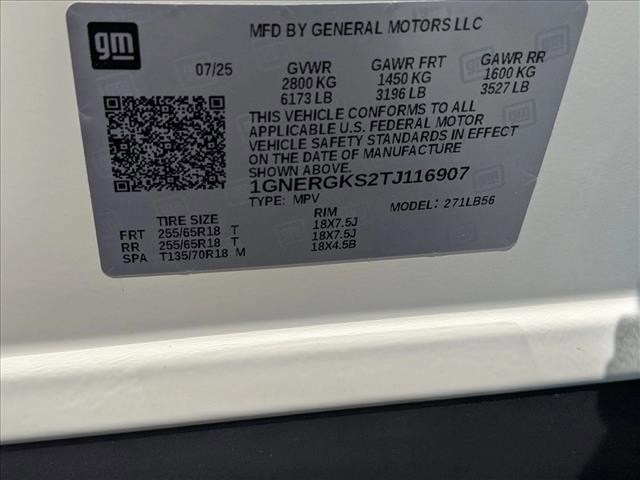 gm
MFD BY GENERAL MOTORS LLC
07/25 GVWR GAWR FRT GAWR RR
2800 KG 1450 KG 1600 KG
6173 LB 3196 LB 3527 LB
THIS VEHICLE CONFORMS TO ALL
APPLICABLE U.S. FEDERAL MOTOR
VEHICLE SAFETY STANDARDS IN EFFECT
ON THE DATE OF MANUFACTURE
SHOWN ABOVE.
1GNERGKS2TJ116907
TYPE: MPV MODEL: 271LB56
TIRE SIZE RIM
FRT 255/65R18 T 18X7.5J
RR 255/65R18 T 18X7.5J
SPA T135/70R18 M 18X4.5B